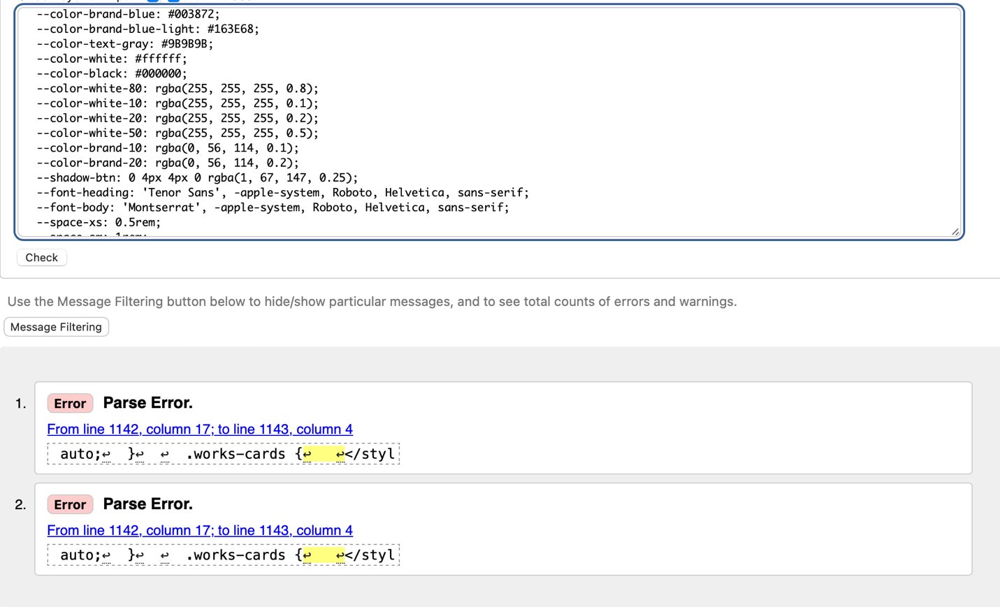 --color-brand-blue: #003872;
--color-brand-blue-light: #163E68;
--color-text-gray: #9B9B9B;
--color-white: #ffffff;
--color-black: #000000;
--color-white-80: rgba(255, 255, 255, 0.8);
--color-white-10: rgba(255, 255, 255, 0.1);
--color-white-20: rgba(255, 255, 255, 0.2);
--color-white-50: rgba(255, 255, 255, 0.5);
--color-brand-10: rgba(0, 56, 114, 0.1);
--color-brand-20: rgba(0, 56, 114, 0.2);
--shadow-btn: 0 4px 4px 0 rgba(1, 67, 147, 0.25);
--font-heading: 'Tenor Sans', -apple-system, Roboto, Helvetica, sans-serif;
--font-body: 'Montserrat', -apple-system, Roboto, Helvetica, sans-serif;
--space-xs: 0.5rem;
--space-sm: 1rem;
Check
Use the Message Filtering button below to hide/show particular messages, and to see total counts of errors and warnings.
Message Filtering
1. Error Parse Error.
From line 1142, column 17; to line 1143, column 4
auto;↩ }↩ ↩ .works-cards {↩ ↩</styl
2. Error Parse Error.
From line 1142, column 17; to line 1143, column 4
auto;↩ }↩ ↩ .works-cards {↩ ↩</styl